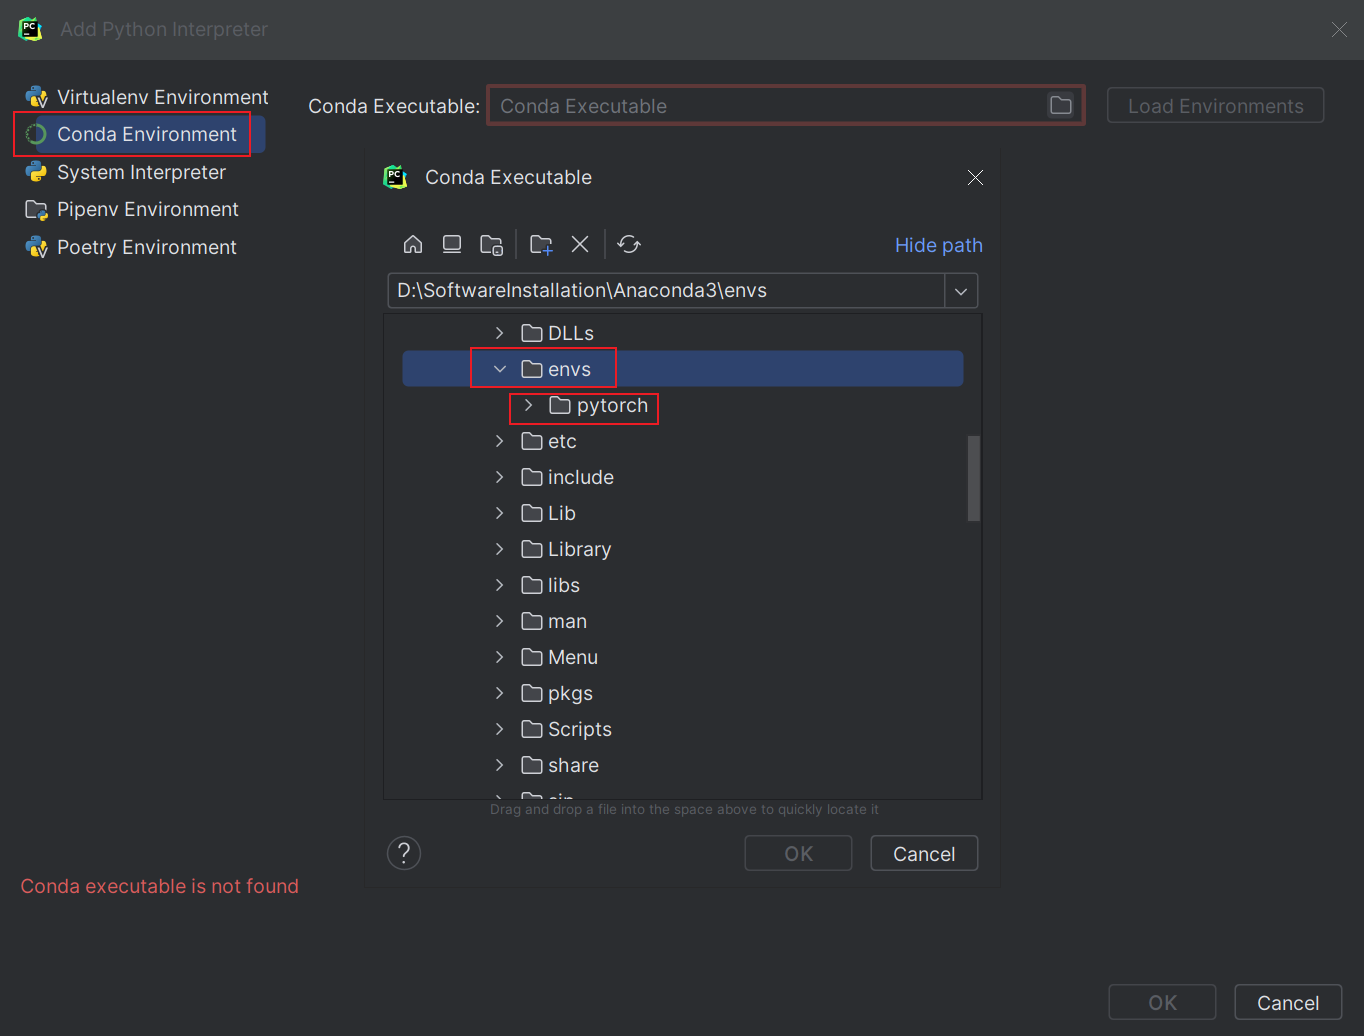 Add Python Interpreter
Virtualenv Environment
Conda Environment
System Interpreter
Pipenv Environment
Poetry Environment
Conda Executable: Conda Executable
Load Environments
PC
Conda Executable
Hide path
D:\SoftwareInstallation\Anaconda3\envs
DLLs
envs
pytorch
etc
include
Lib
Library
libs
man
Menu
pkgs
Scripts
share
Drag and drop a file into the space above to quickly locate it
?
OK Cancel
Conda executable is not found
OK Cancel